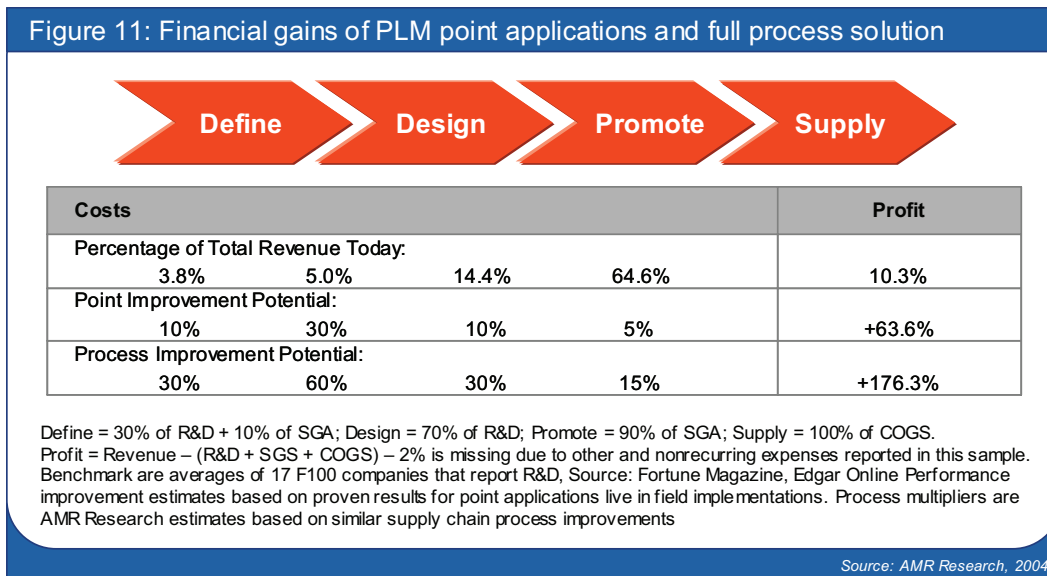 Figure 11: Financial gains of PLM point applications and full process solution
Define Design Promote Supply
Costs Profit
Percentage of Total Revenue Today:
3.8% 5.0% 14.4% 64.6% 10.3%
Point Improvement Potential:
10% 30% 10% 5% +63.6%
Process Improvement Potential:
30% 60% 30% 15% +176.3%
Define = 30% of R&D + 10% of SGA; Design = 70% of R&D; Promote = 90% of SGA; Supply = 100% of COGS.
Profit = Revenue – (R&D + SGS + COGS) – 2% is missing due to other and nonrecurring expenses reported in this sample.
Benchmark are averages of 17 F100 companies that report R&D, Source: Fortune Magazine, Edgar Online Performance
improvement estimates based on proven results for point applications live in field implementations. Process multipliers are
AMR Research estimates based on similar supply chain process improvements
Source: AMR Research, 2004